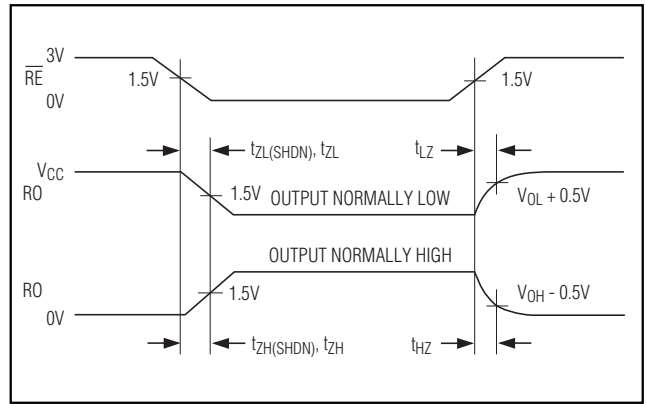 3V
RE
1.5V
1.5V
0V
tZL(SHDN), tZL
tLZ
VCC
RO
1.5V
OUTPUT NORMALLY LOW
VOL + 0.5V
OUTPUT NORMALLY HIGH
RO
1.5V
VOH - 0.5V
0V
tZH(SHDN), tZH
tHZ